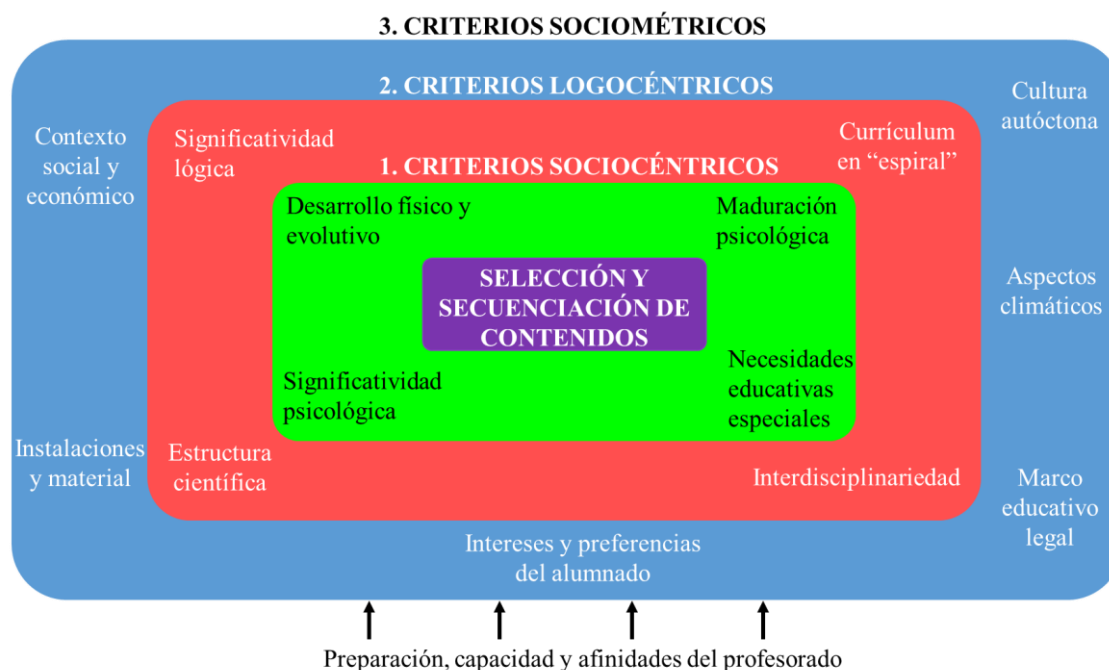 3. CRITERIOS SOCIOMÉTRICOS
2. CRITERIOS LOGOCÉNTRICOS
Cultura
autóctona
Contexto
social y
económico
Significatividad
lógica
Currículum
en “espiral”
1. CRITERIOS SOCIOCÉNTRICOS
Desarrollo físico y
evolutivo
Maduración
psicológica
SELECCIÓN Y
SECUENCIACIÓN DE
CONTENIDOS
Aspectos
climáticos
Significatividad
psicológica
Necesidades
educativas
especiales
Instalaciones
y material
Estructura
científica
Interdisciplinariedad
Marco
educativo
legal
Intereses y preferencias
del alumnado
Preparación, capacidad y afinidades del profesorado